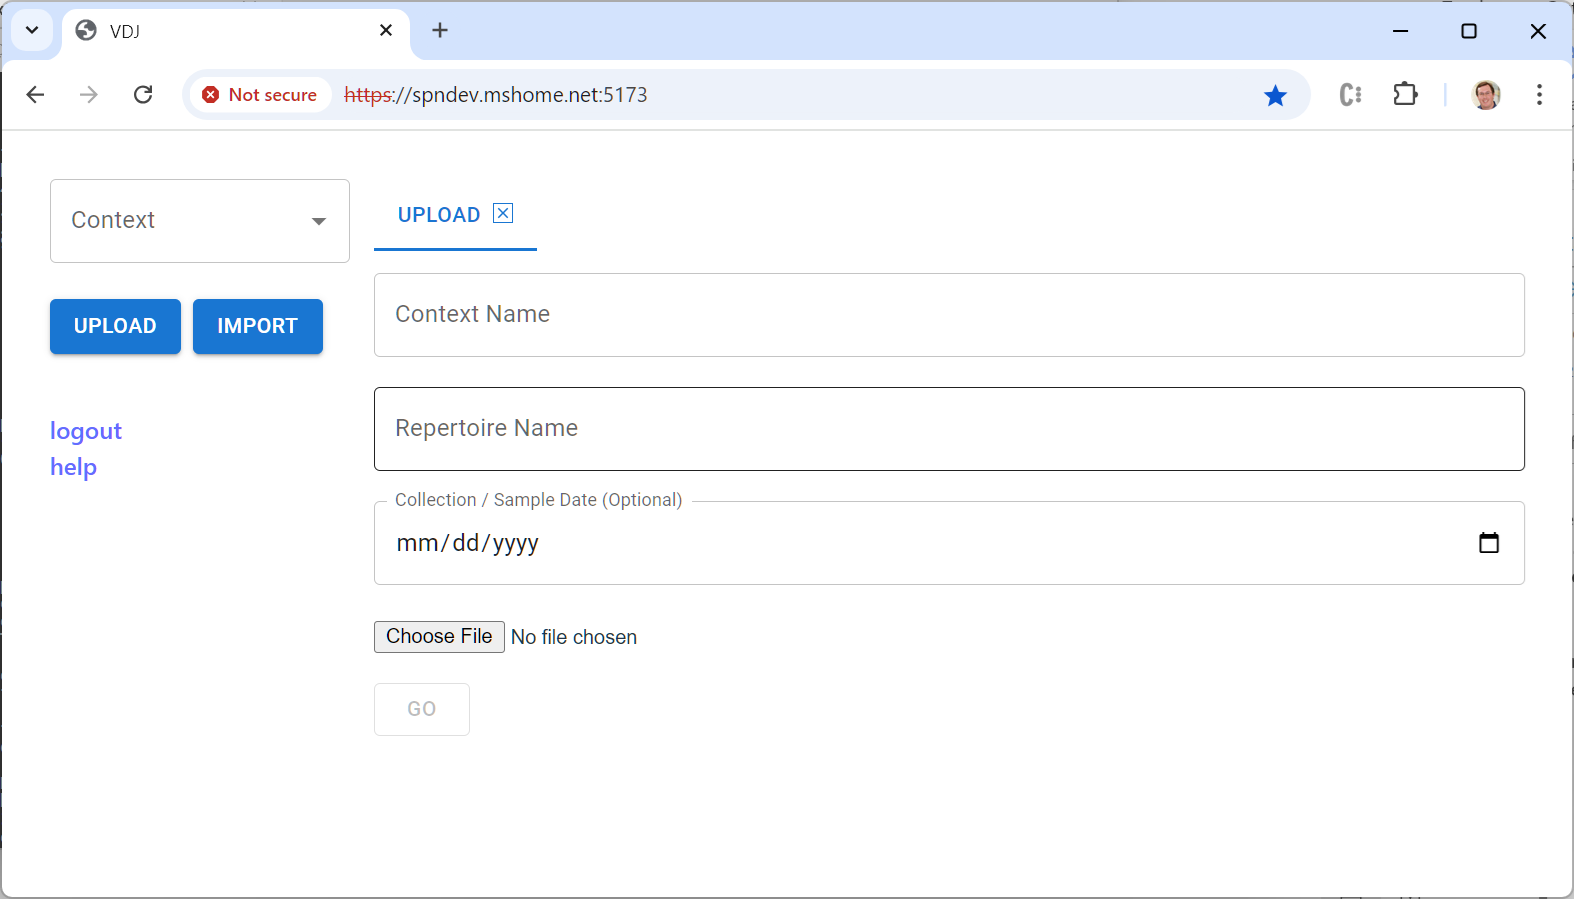 VDJ
Not secure https://spndev.mshome.net:5173
Context
UPLOAD IMPORT
logout
help
UPLOAD
Context Name
Repertoire Name
Collection / Sample Date (Optional)
mm/dd/yyyy
Choose File No file chosen
GO